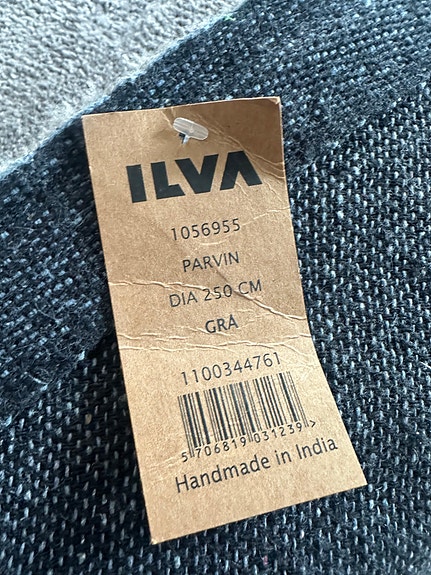 ILVA
1056955
PARVIN
DIA 250 CM
GRÅ
1100344761
5 706819 031239 >
Handmade in India